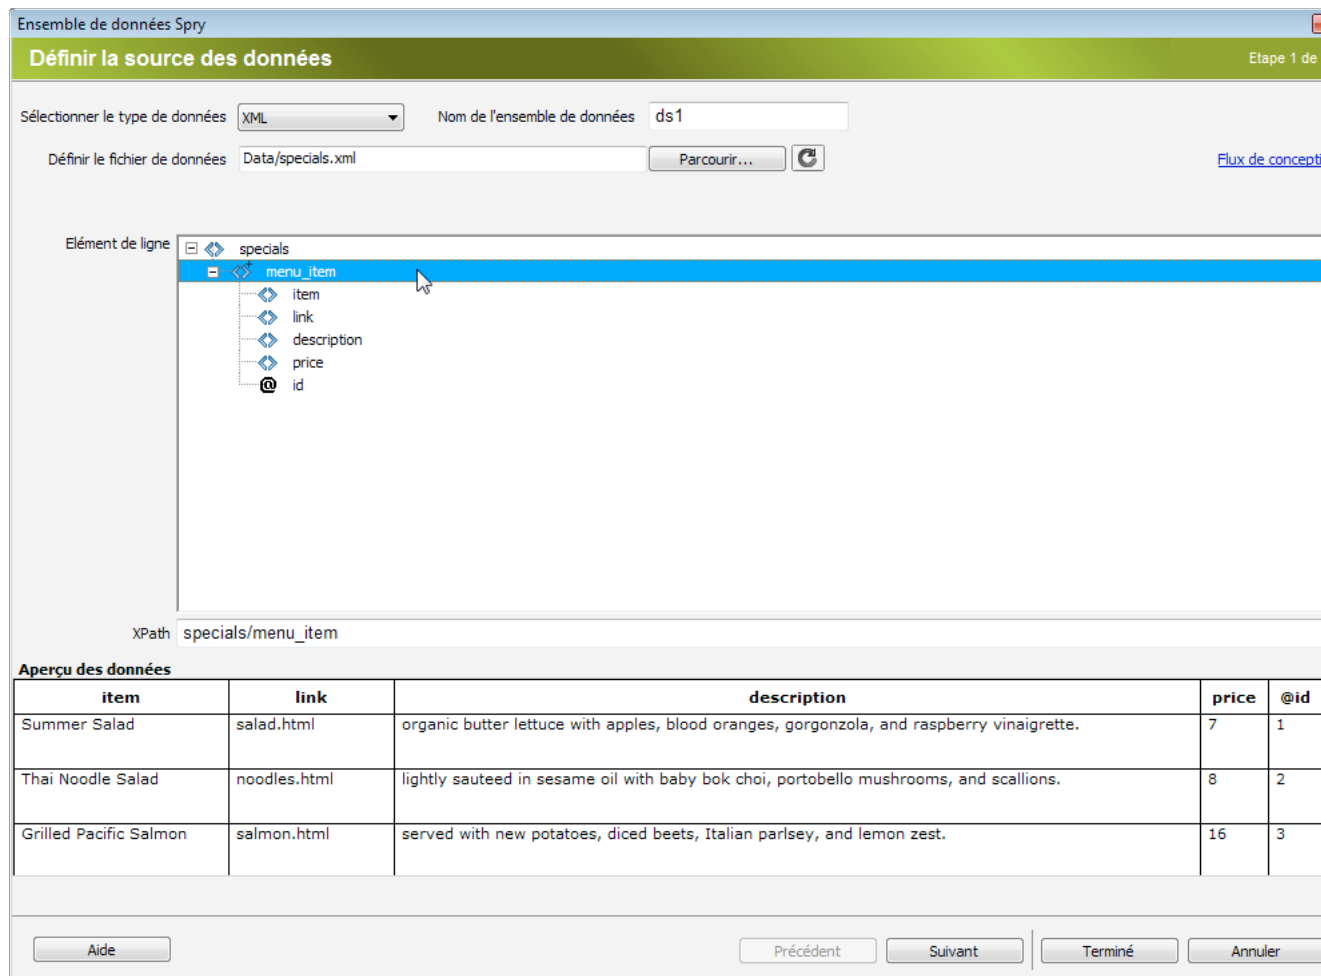 Ensemble de données Spry
Définir la source des données
Etape 1 de
Sélectionner le type de données XML Nom de l'ensemble de données ds1
Définir le fichier de données Data/specials.xml Parcourir... Flux de concepti
Elément de ligne
specials
menu_item
item
link
description
price
@ id
XPath specials/menu_item
Aperçu des données
item link description price @id
Summer Salad salad.html organic butter lettuce with apples, blood oranges, gorgonzola, and raspberry vinaigrette. 7 1
Thai Noodle Salad noodles.html lightly sauteed in sesame oil with baby bok choi, portobello mushrooms, and scallions. 8 2
Grilled Pacific Salmon salmon.html served with new potatoes, diced beets, Italian parlsey, and lemon zest. 16 3
Aide Précédent Suivant Terminé Annuler